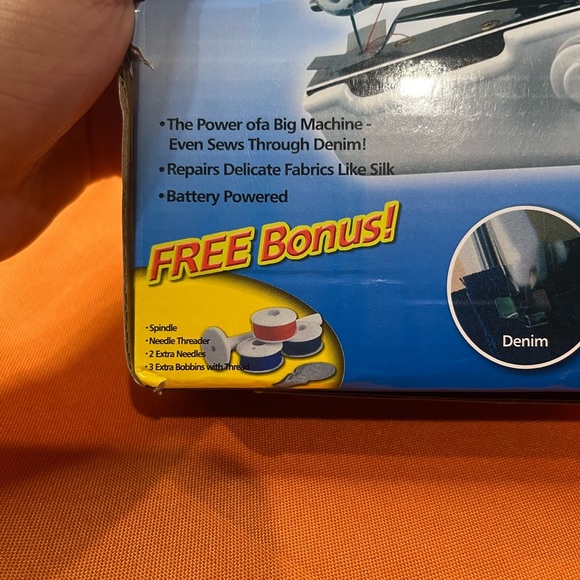 •The Power ofa Big Machine -
Even Sews Through Denim!
•Repairs Delicate Fabrics Like Silk
•Battery Powered
FREE Bonus!
•Spindle
•Needle Threader
•2 Extra Needles
•3 Extra Bobbins with Thread
Denim